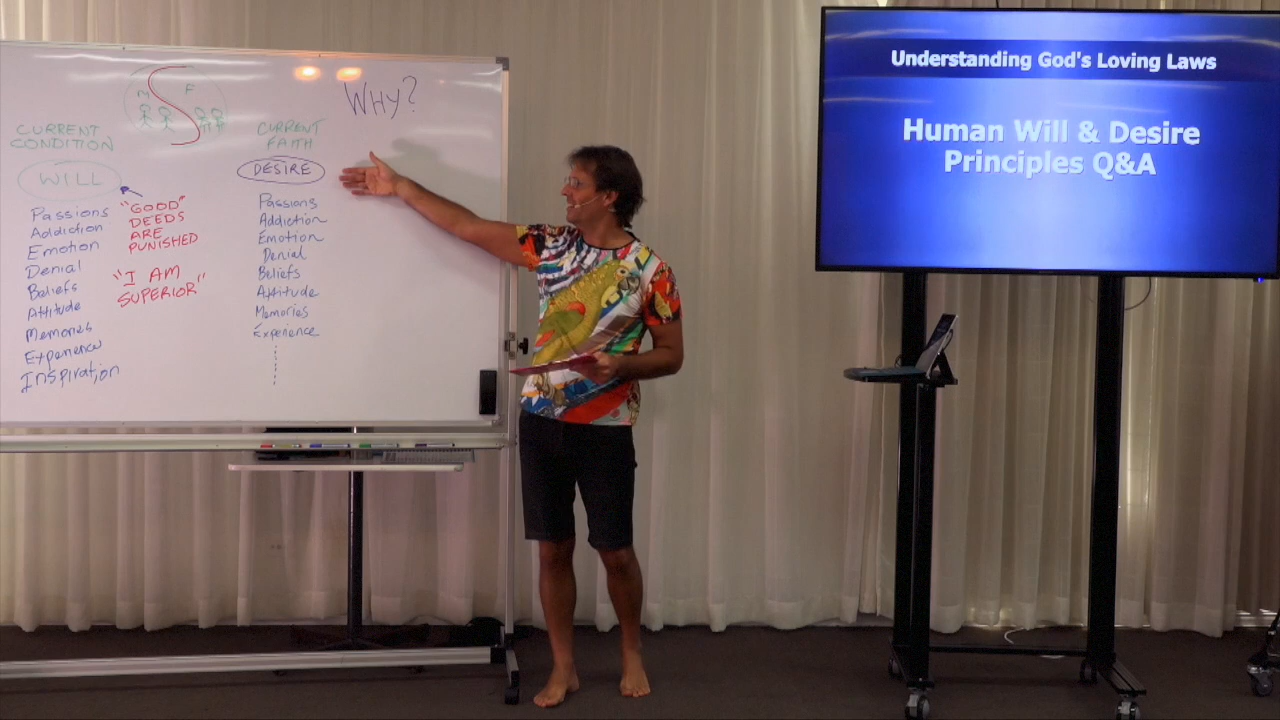 M
F
WHY?
CURRENT
CONDITION
WILL
Passions
Addiction
Emotion
Denial
Beliefs
Attitude
Memories
Experience
Inspiration
"GOOD"
DEEDS
ARE
PUNISHED
"I AM
SUPERIOR"
CURRENT
FAITH
DESIRE
Passions
Addiction
Emotion
Denial
Beliefs
Attitude
Memories
Experience
Understanding God's Loving Laws
Human Will & Desire
Principles Q&A